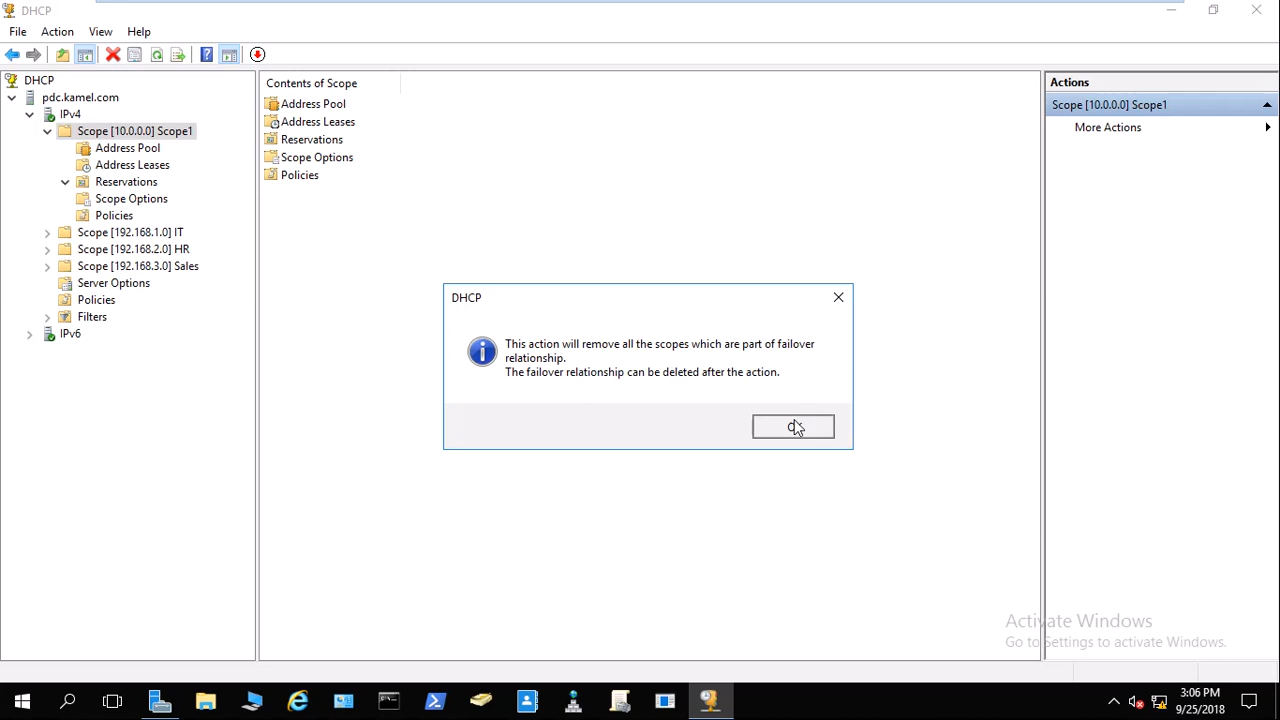 DHCP
File Action View Help
DHCP
pdc.kamel.com
IPv4
Scope [10.0.0.0] Scope1
Address Pool
Address Leases
Reservations
Scope Options
Policies
Scope [192.168.1.0] IT
Scope [192.168.2.0] HR
Scope [192.168.3.0] Sales
Server Options
Policies
Filters
IPv6
Contents of Scope
Address Pool
Address Leases
Reservations
Scope Options
Policies
DHCP
This action will remove all the scopes which are part of failover
relationship.
The failover relationship can be deleted after the action.
Actions
Scope [10.0.0.0] Scope1
More Actions
Activate Windows
Go to Settings to activate Windows.
3:06 PM
9/25/2018